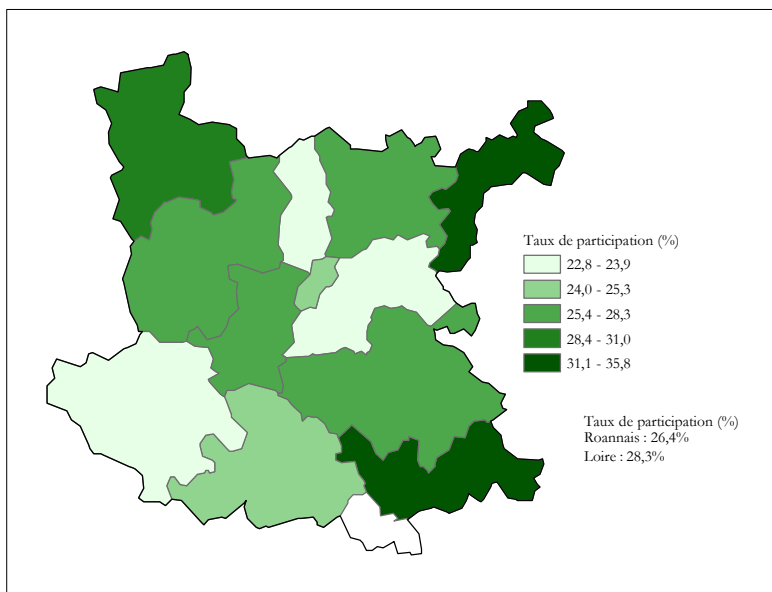 Taux de participation (%)
22,8 - 23,9
24,0 - 25,3
25,4 - 28,3
28,4 - 31,0
31,1 - 35,8
Taux de participation (%)
Roannais : 26,4%
Loire : 28,3%